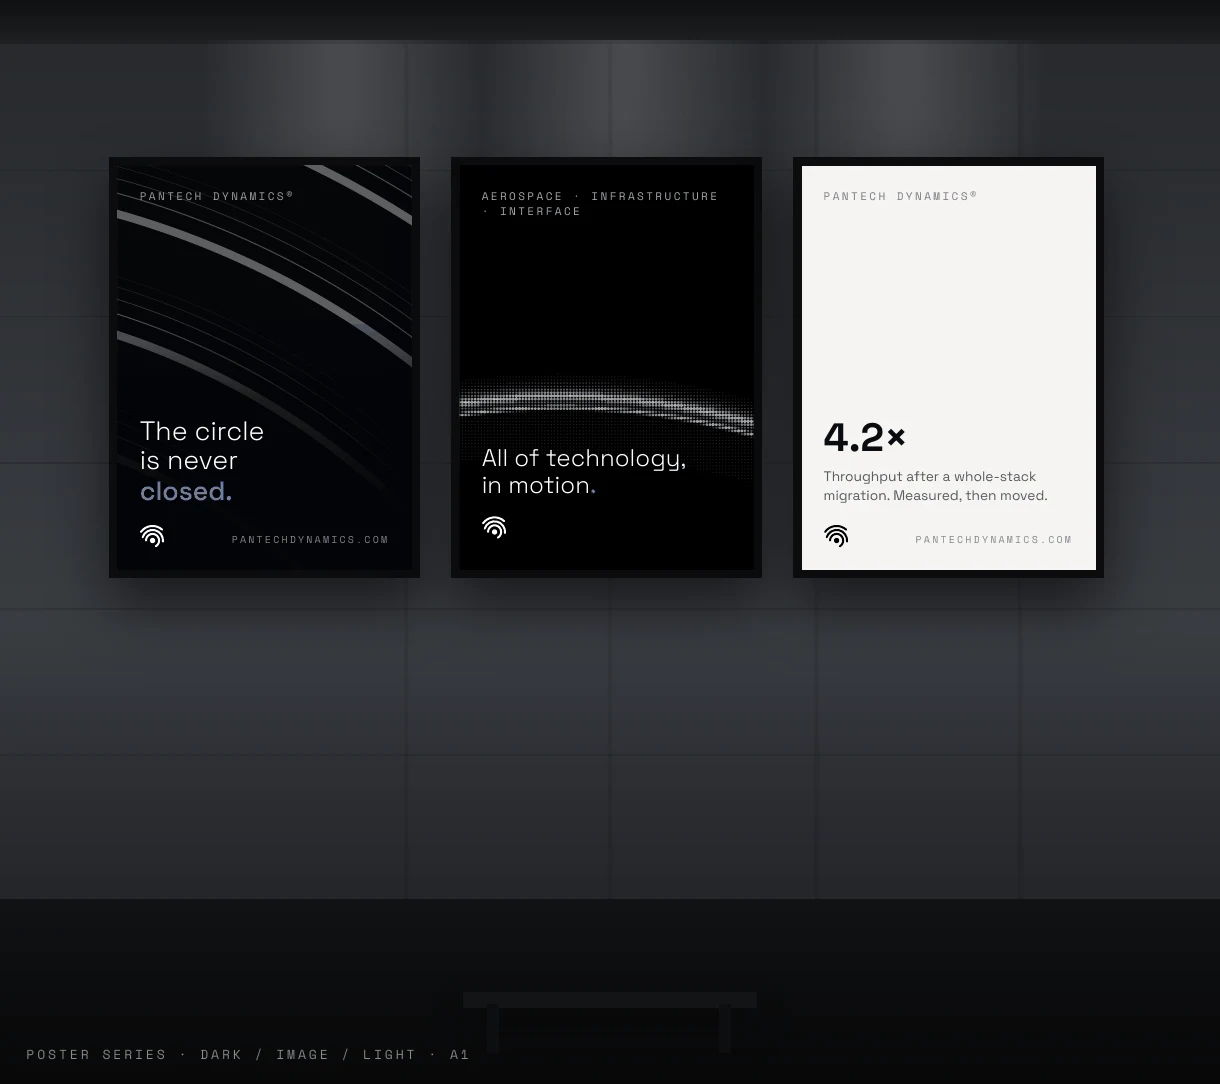 PANTECH DYNAMICS®
The circle
is never
closed.
PANTECHDYNAMICS.COM
AEROSPACE · INFRASTRUCTURE
· INTERFACE
All of technology,
in motion.
PANTECH DYNAMICS®
4.2×
Throughput after a whole-stack
migration. Measured, then moved.
PANTECHDYNAMICS.COM
POSTER SERIES · DARK / IMAGE / LIGHT · A1